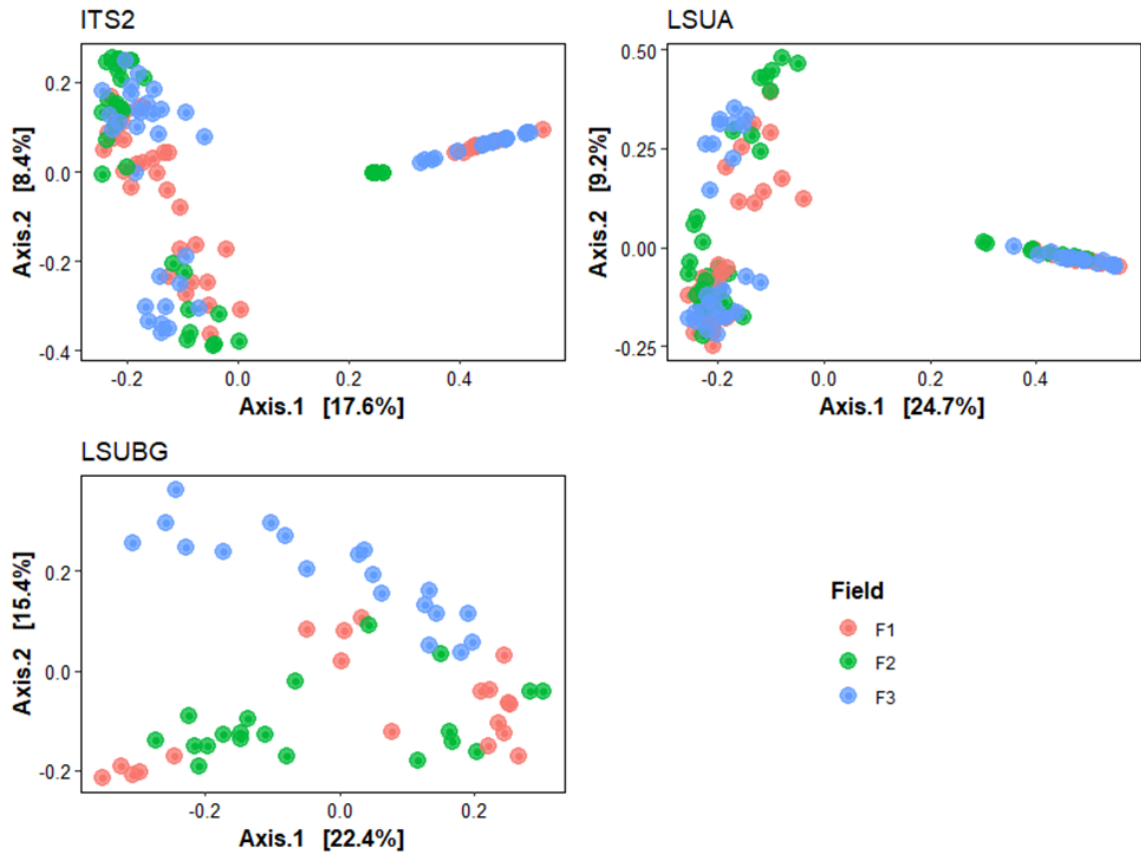 ITS2
0.2
0.0
-0.2
-0.4
Axis.2 [8.4%]
-0.2 0.0 0.2 0.4
Axis.1 [17.6%]
LSUA
0.50
0.25
0.00
-0.25
Axis.2 [9.2%]
-0.2 0.0 0.2 0.4
Axis.1 [24.7%]
LSUBG
0.2
0.0
-0.2
Axis.2 [15.4%]
-0.2 0.0 0.2
Axis.1 [22.4%]
Field
F1
F2
F3